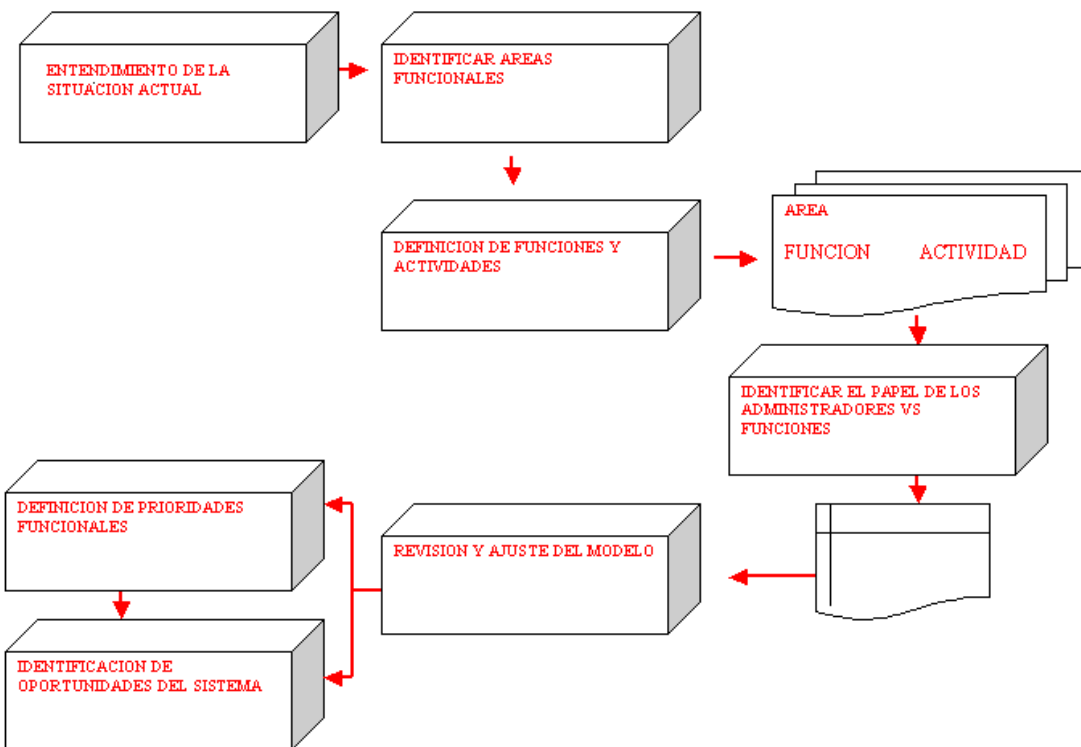 ENTENDIMIENTO DE LA
SITUACION ACTUAL
IDENTIFICAR AREAS
FUNCIONALES
DEFINICION DE FUNCIONES Y
ACTIVIDADES
AREA
FUNCION ACTIVIDAD
IDENTIFICAR EL PAPEL DE LOS
ADMINISTRADORES VS
FUNCIONES
REVISION Y AJUSTE DEL MODELO
DEFINICION DE PRIORIDADES
FUNCIONALES
IDENTIFICACION DE
OPORTUNIDADES DEL SISTEMA